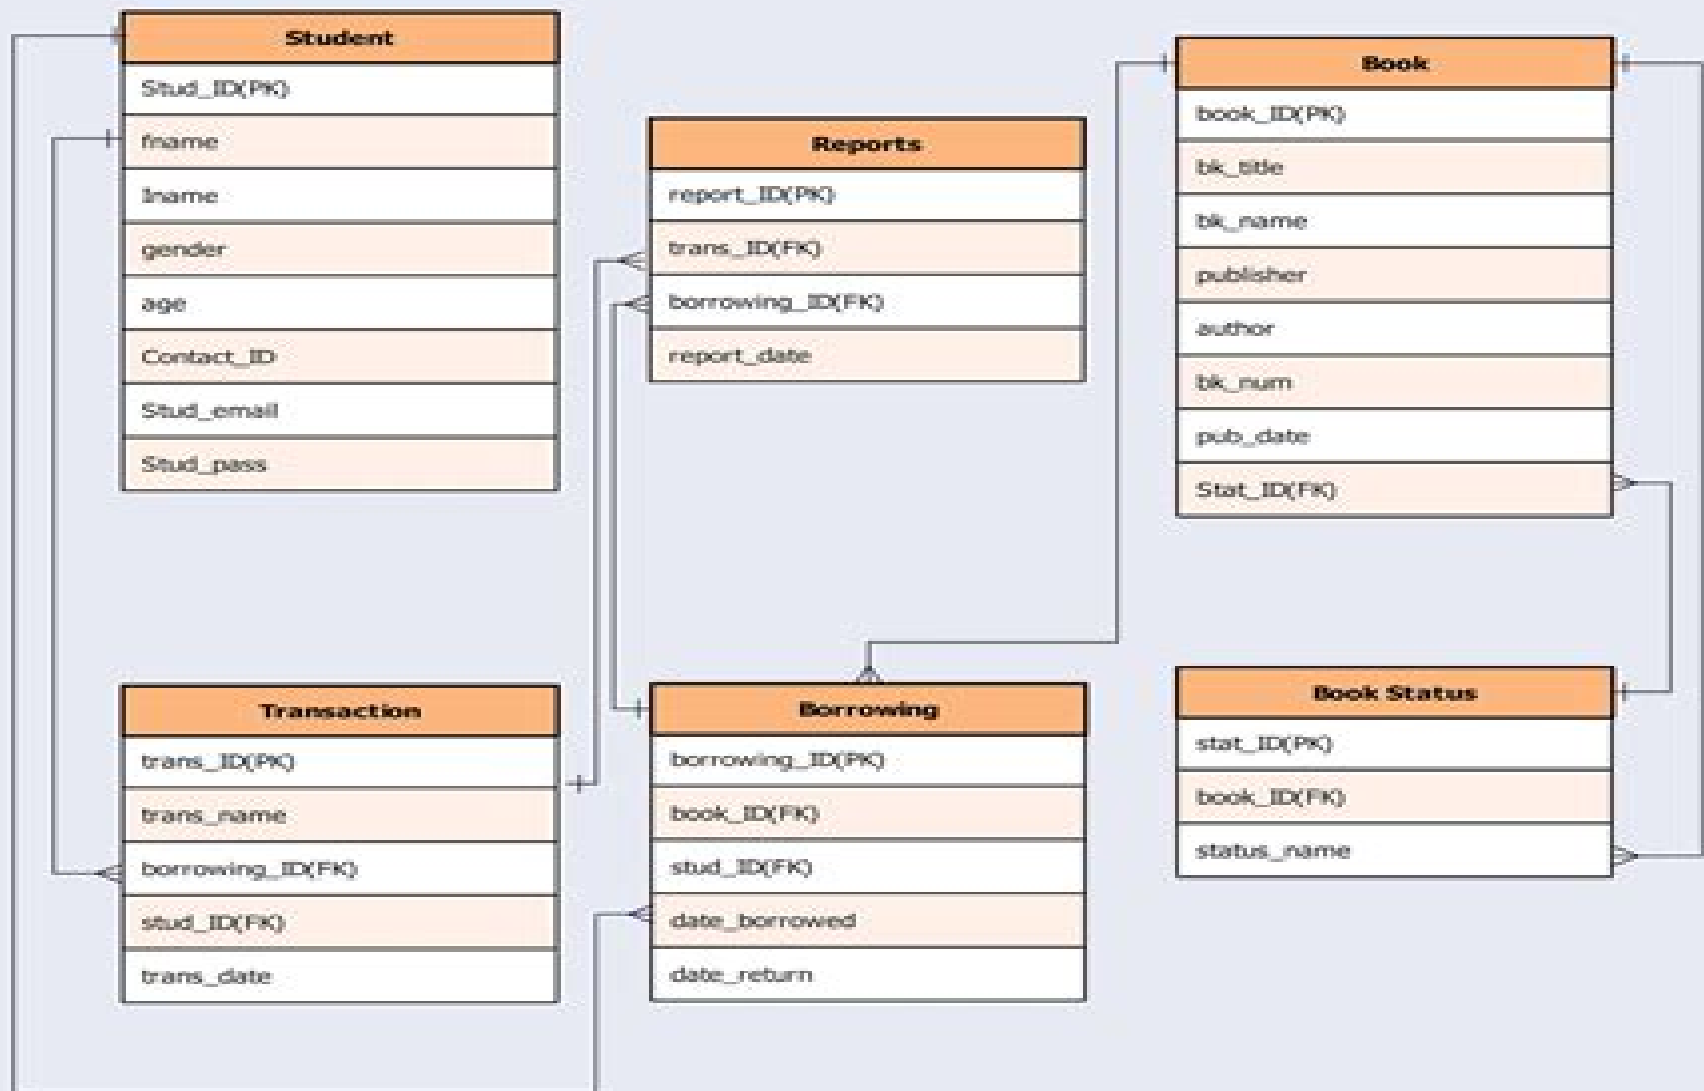 Student
Stud_ID(PK)
fname
lname
gender
age
Contact_ID
Stud_email
Stud_pass
Reports
report_ID(PK)
trans_ID(FK)
borrowing_ID(FK)
report_date
Book
book_ID(PK)
bk_title
bk_name
publisher
author
bk_num
pub_date
Stat_ID(FK)
Transaction
trans_ID(PK)
trans_name
borrowing_ID(FK)
stud_ID(FK)
trans_date
Borrowing
borrowing_ID(PK)
book_ID(FK)
stud_ID(FK)
date_borrowed
date_return
Book Status
stat_ID(PK)
book_ID(FK)
status_name